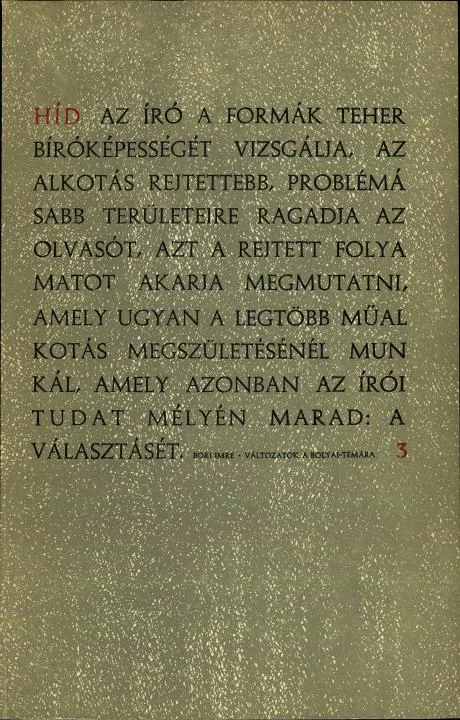 HÍD AZ ÍRÓ A FORMÁK TEHER
BÍRÓKÉPESSÉGÉT VIZSGÁLJA, AZ
ALKOTÁS REJTETTEBB, PROBLÉMÁ
SABB TERÜLETEIRE RAGADJA AZ
OLVASÓT, AZT A REJTETT FOLYA
MATOT AKARJA MEGMUTATNI,
AMELY UGYAN A LEGTÖBB MŰAL
KOTÁS MEGSZÜLETÉSÉNÉL MUN
KÁL, AMELY AZONBAN AZ ÍRÓI
TUDAT MÉLYÉN MARAD: A
VÁLASZTÁSÉT. BORI IMRE • VÁLTOZATOK A BOLYAI-TÉMÁRA 3